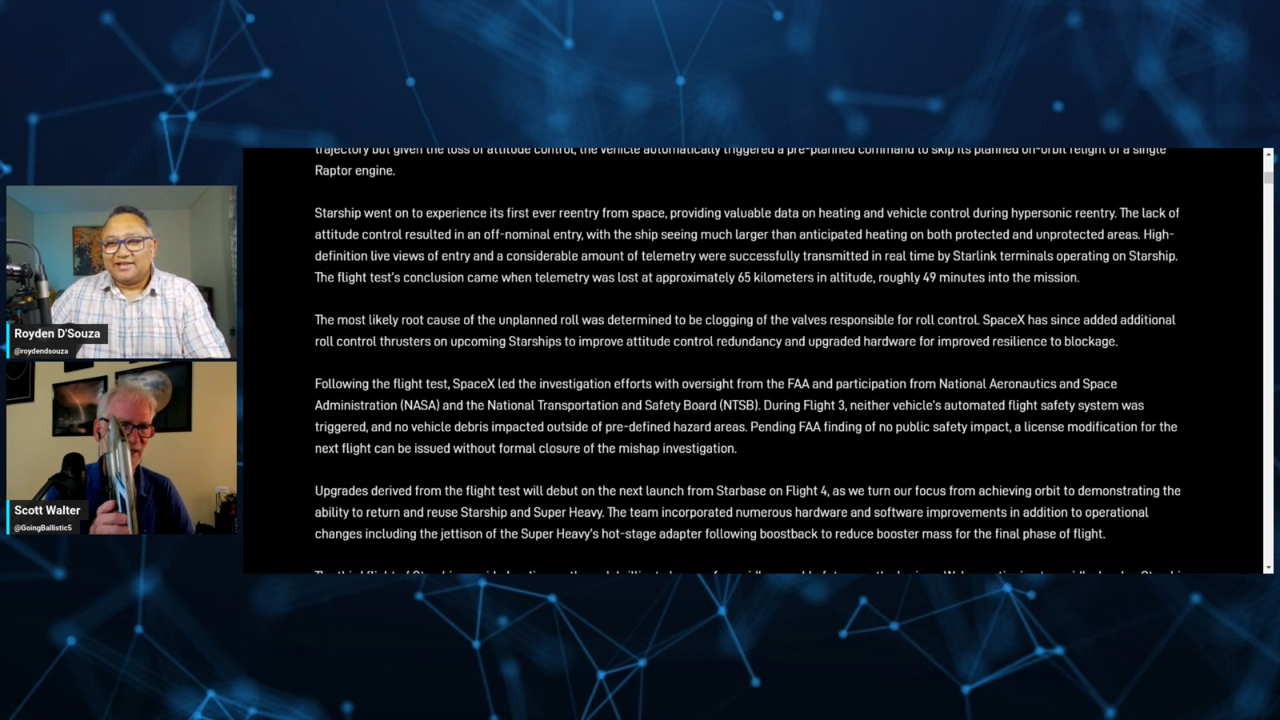 trajectory but given the loss of attitude control, the vehicle automatically triggered a pre-planned command to skip its planned on-orbit relight of a single
Raptor engine.
Starship went on to experience its first ever reentry from space, providing valuable data on heating and vehicle control during hypersonic reentry. The lack of
attitude control resulted in an off-nominal entry, with the ship seeing much larger than anticipated heating on both protected and unprotected areas. High-
definition live views of entry and a considerable amount of telemetry were successfully transmitted in real time by Starlink terminals operating on Starship.
The flight test's conclusion came when telemetry was lost at approximately 65 kilometers in altitude, roughly 49 minutes into the mission.
The most likely root cause of the unplanned roll was determined to be clogging of the valves responsible for roll control. SpaceX has since added additional
roll control thrusters on upcoming Starships to improve attitude control redundancy and upgraded hardware for improved resilience to blockage.
Following the flight test, SpaceX led the investigation efforts with oversight from the FAA and participation from National Aeronautics and Space
Administration (NASA) and the National Transportation and Safety Board (NTSB). During Flight 3, neither vehicle's automated flight safety system was
triggered, and no vehicle debris impacted outside of pre-defined hazard areas. Pending FAA finding of no public safety impact, a license modification for the
next flight can be issued without formal closure of the mishap investigation.
Upgrades derived from the flight test will debut on the next launch from Starbase on Flight 4, as we turn our focus from achieving orbit to demonstrating the
ability to return and reuse Starship and Super Heavy. The team incorporated numerous hardware and software improvements in addition to operational
changes including the jettison of the Super Heavy's hot-stage adapter following boostback to reduce booster mass for the final phase of flight.
Royden D'Souza
@roydendsouza
Scott Walter
@GoingBallistic5